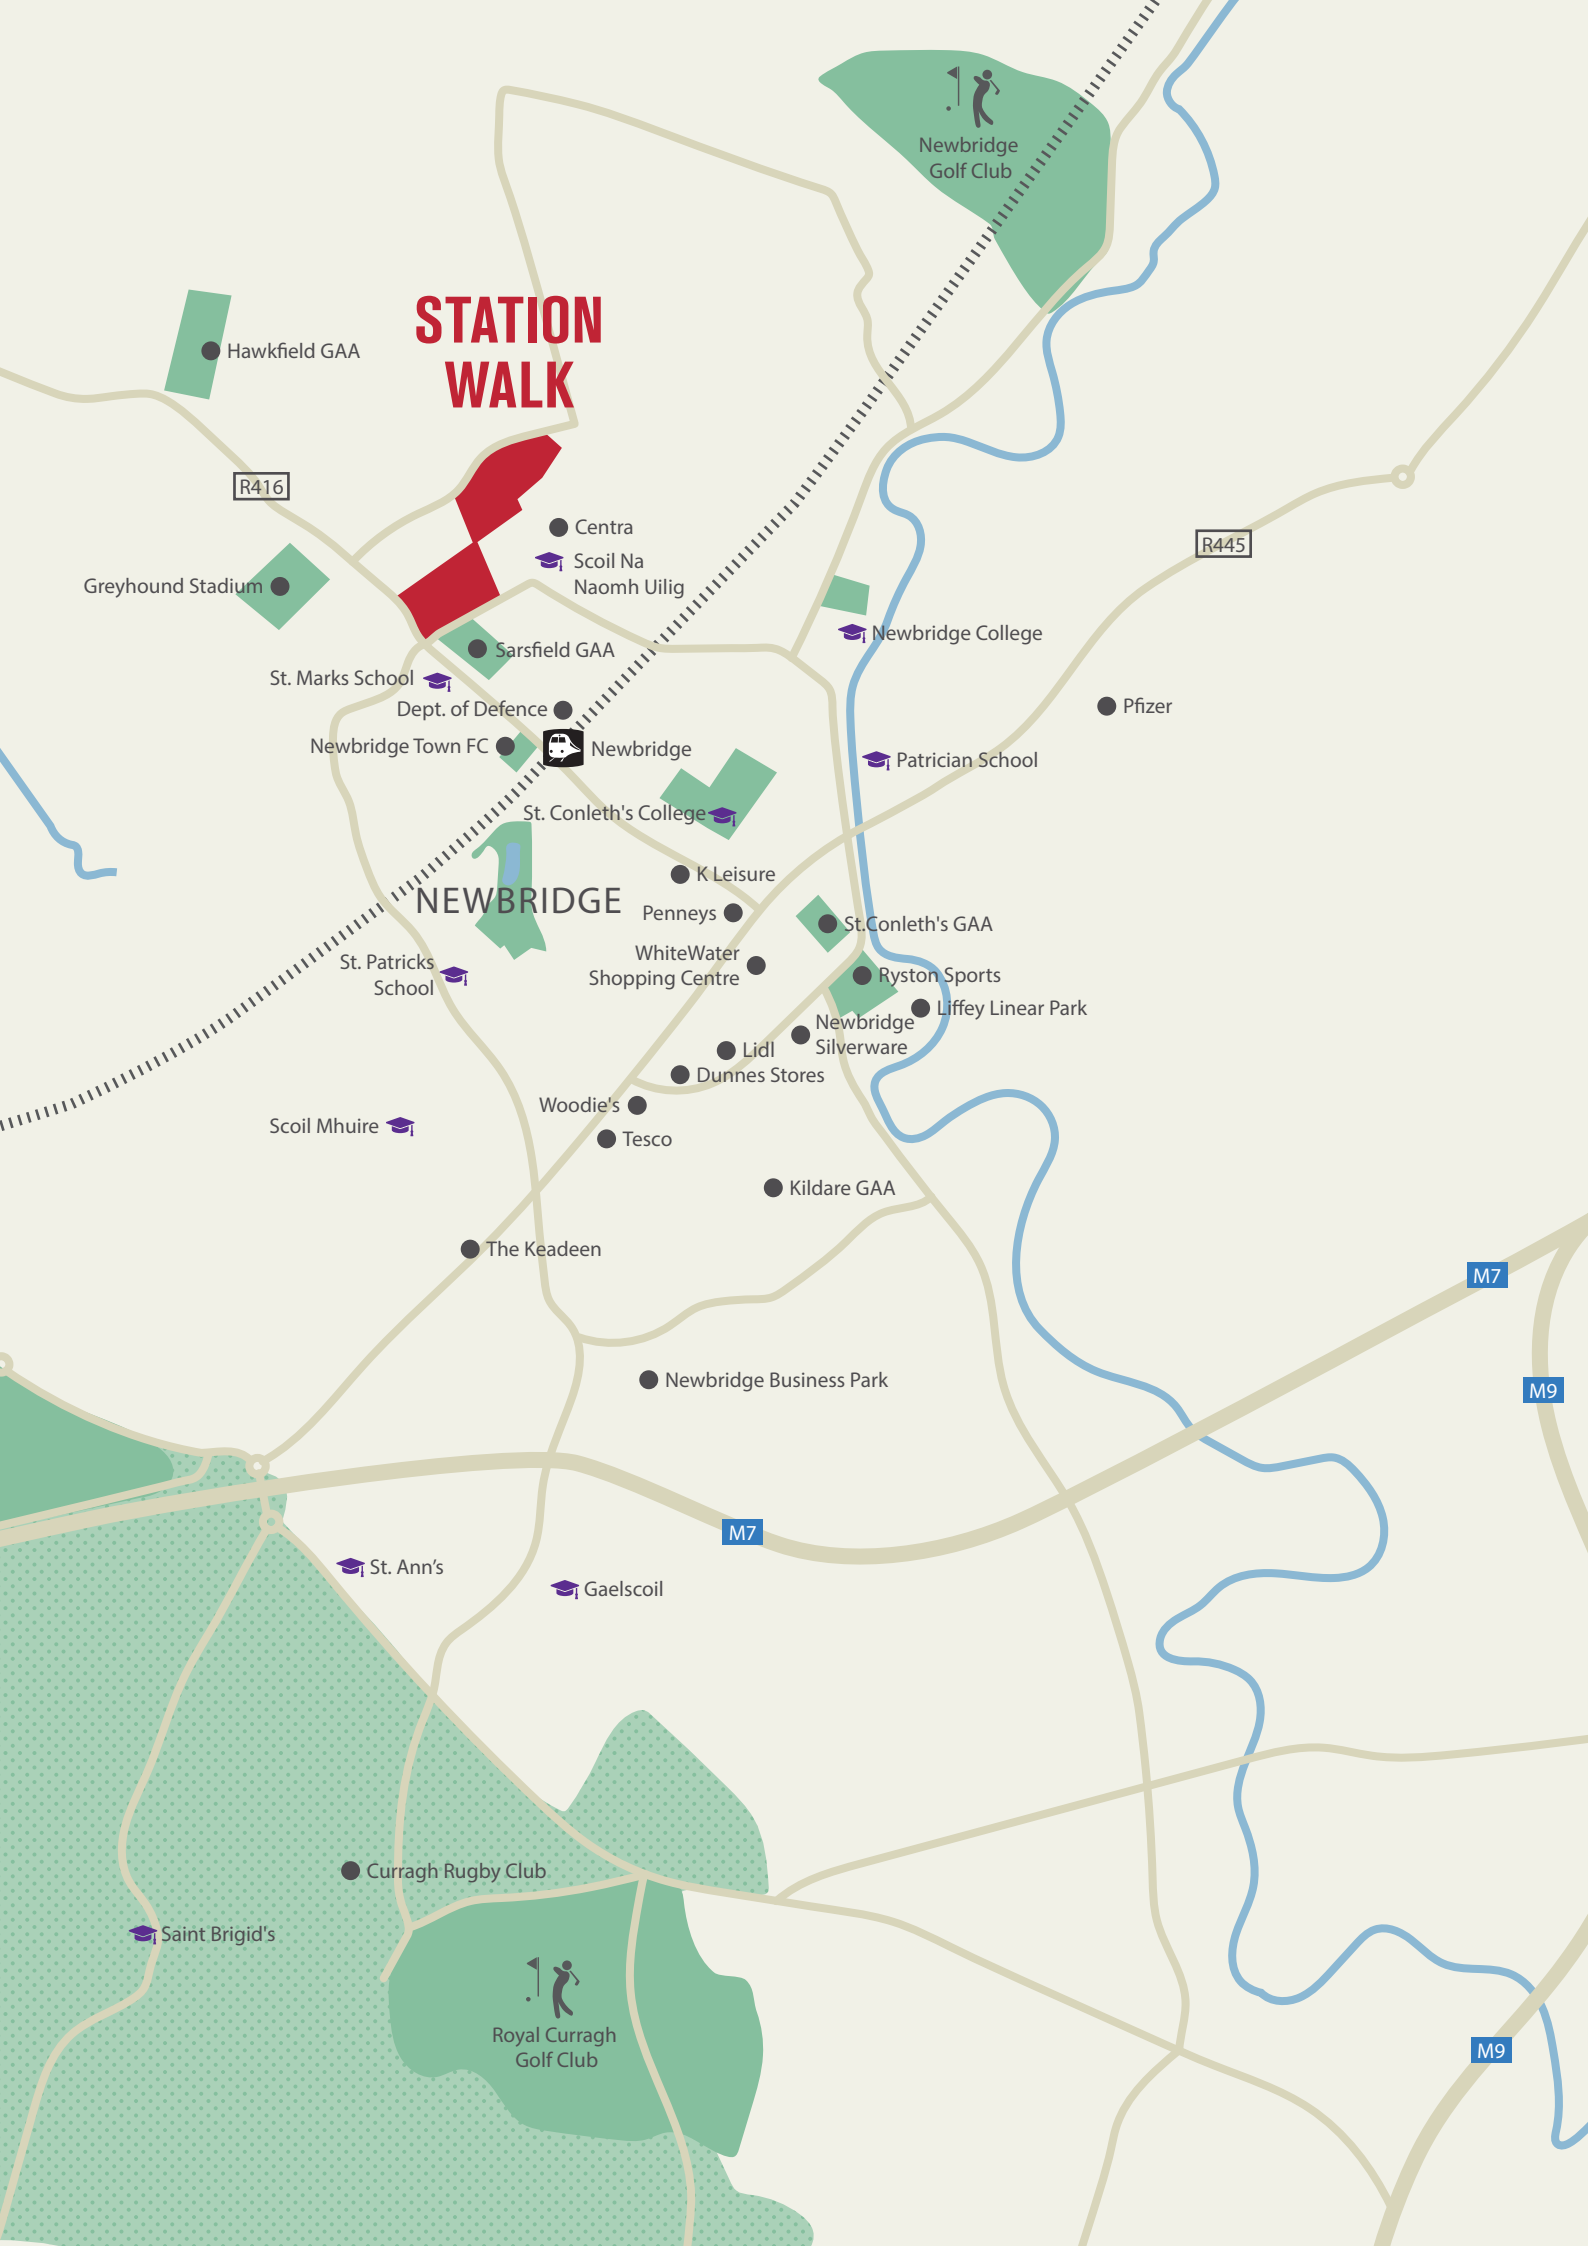 Newbridge
Golf Club
STATION
WALK
Hawkfield GAA
R416
Centra
Scoil Na
Naomh Uilig
R445
Greyhound Stadium
Newbridge College
Sarsfield GAA
St. Marks School
Dept. of Defence
Pfizer
Newbridge Town FC
Newbridge
Patrician School
St. Conleth's College
K Leisure
NEWBRIDGE
Penneys
St.Conleth's GAA
WhiteWater
Shopping Centre
St. Patricks
School
Ryston Sports
Liffey Linear Park
Newbridge
Silverware
Lidl
Dunnes Stores
Woodie's
Scoil Mhuire
Tesco
Kildare GAA
The Keadeen
M7
Newbridge Business Park
M9
M7
St. Ann’s
Gaelscoil
Curragh Rugby Club
Saint Brigid's
Royal Curragh
Golf Club
M9